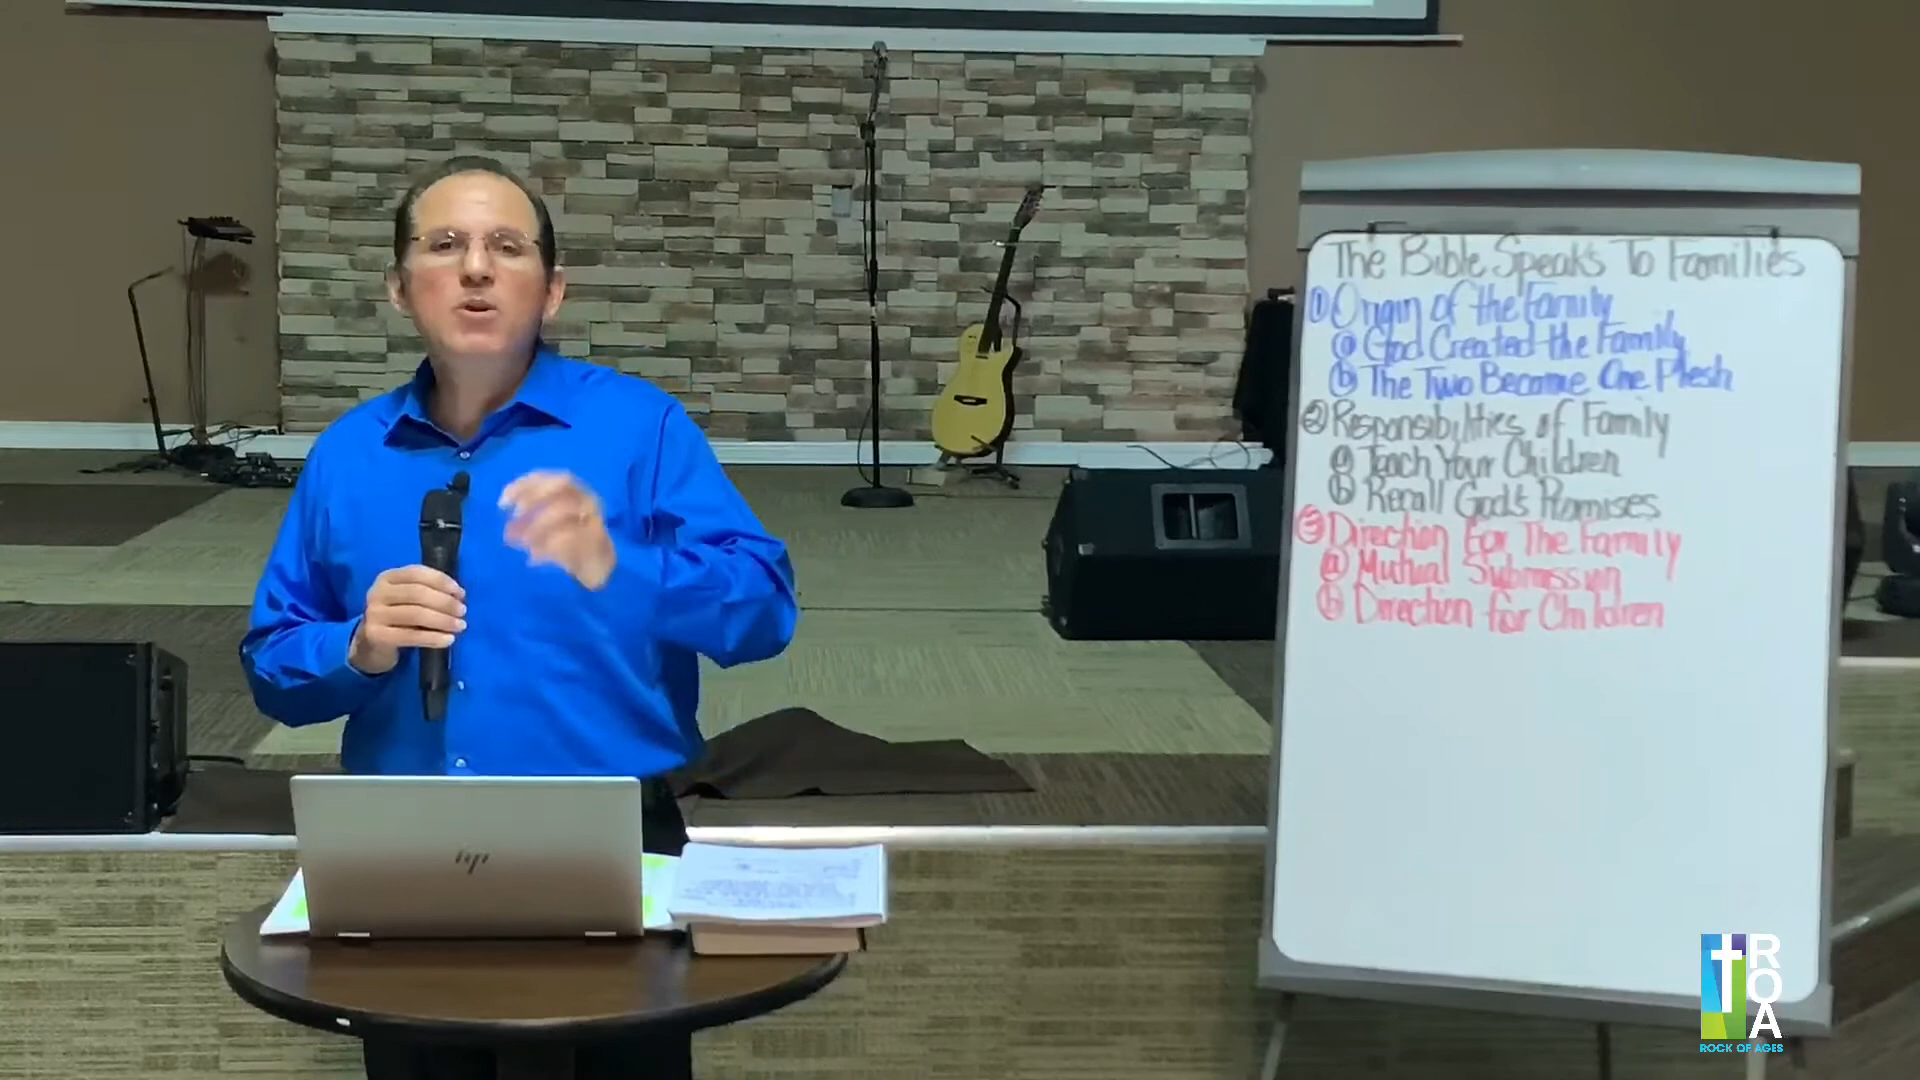 The Bible Speaks To Families
① Origin of the Family
ⓐ God Created the Family
ⓑ The Two Became One Flesh
② Responsibilities of Family
ⓐ Teach Your Children
ⓑ Recall God's Promises
③ Direction For The Family
ⓐ Mutual Submission
ⓑ Direction for Children
hp
ROA
ROCK OF AGES